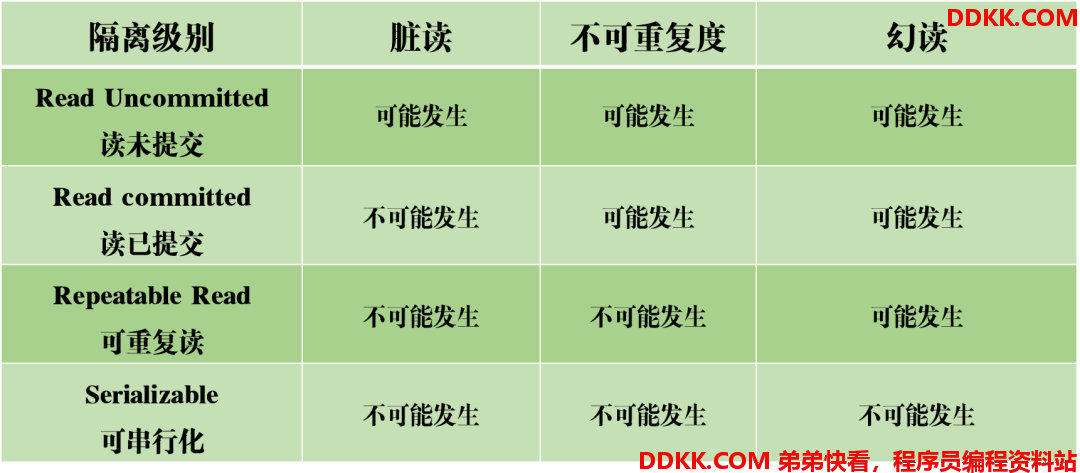 DDKK.COM
隔离级别 脏读 不可重复度 幻读
Read Uncommitted
读未提交
可能发生 可能发生 可能发生
Read committed
读已提交
不可能发生 可能发生 可能发生
Repeatable Read
可重复读
不可能发生 不可能发生 可能发生
Serializable
可串行化
不可能发生 不可能发生 不可能发生
DDKK.COM 弟弟快看，程序员编程资料站